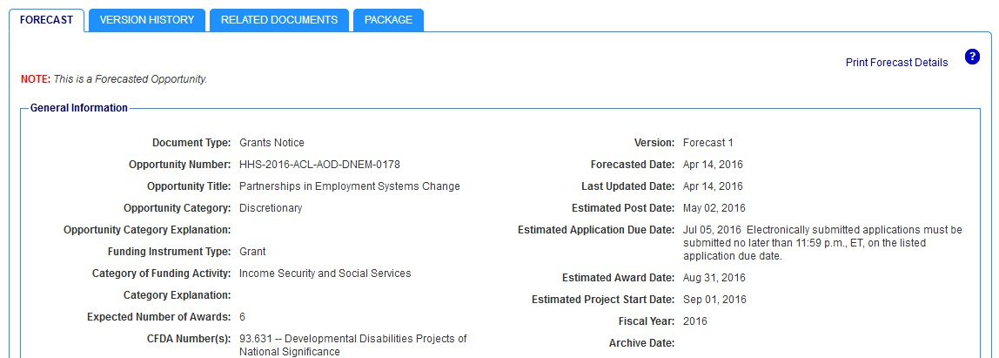 FORECAST
VERSION HISTORY
RELATED DOCUMENTS
PACKAGE
Print Forecast Details
?
NOTE: This is a Forecasted Opportunity.
General Information
Document Type: Grants Notice
Opportunity Number: HHS-2016-ACL-AOD-DNEM-0178
Opportunity Title: Partnerships in Employment Systems Change
Opportunity Category: Discretionary
Opportunity Category Explanation:
Funding Instrument Type: Grant
Category of Funding Activity: Income Security and Social Services
Category Explanation:
Expected Number of Awards: 6
CFDA Number(s): 93.631 -- Developmental Disabilities Projects of
National Significance
Version: Forecast 1
Forecasted Date: Apr 14, 2016
Last Updated Date: Apr 14, 2016
Estimated Post Date: May 02, 2016
Estimated Application Due Date: Jul 05, 2016 Electronically submitted applications must be
submitted no later than 11:59 p.m., ET, on the listed
application due date.
Estimated Award Date: Aug 31, 2016
Estimated Project Start Date: Sep 01, 2016
Fiscal Year: 2016
Archive Date: